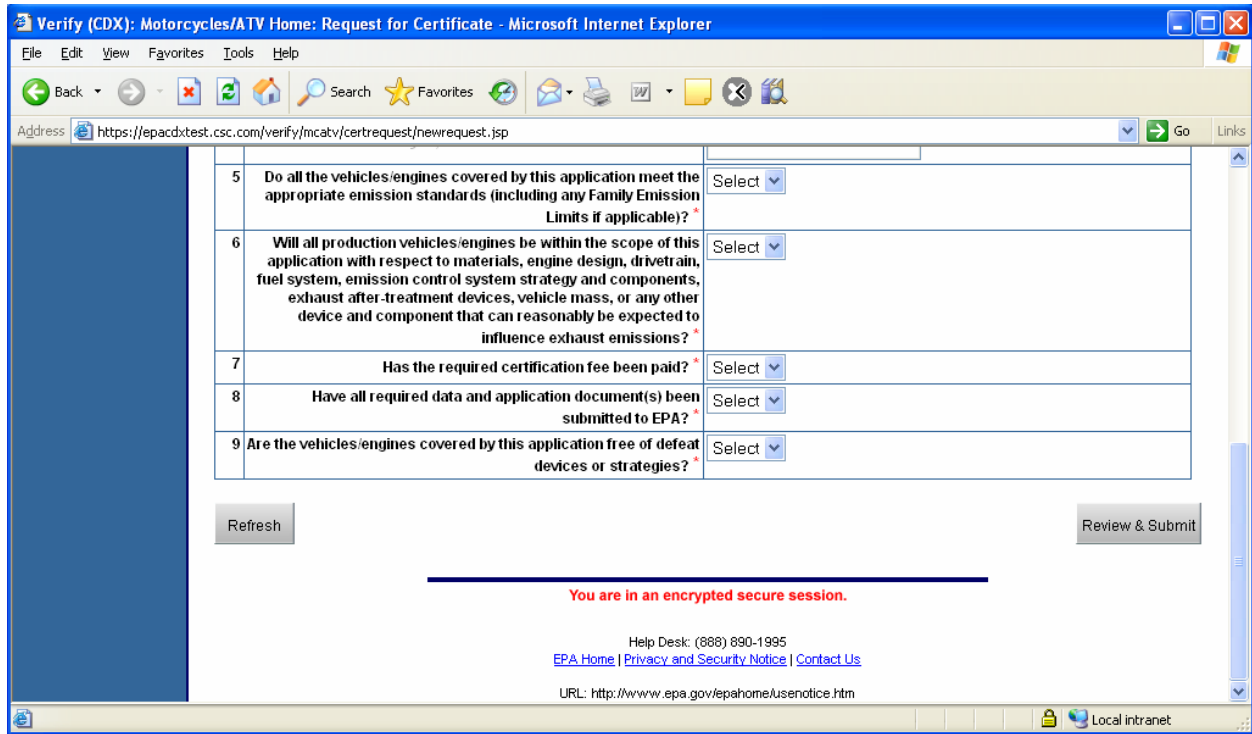 Verify (CDX): Motorcycles/ATV Home: Request for Certificate - Microsoft Internet Explorer
File Edit View Favorites Tools Help
Back Search Favorites
Address https://epacdxtest.csc.com/verify/mcatv/certrequest/newrequest.jsp Go Links
5 Do all the vehicles/engines covered by this application meet the Select
appropriate emission standards (including any Family Emission
Limits if applicable)? *
6 Will all production vehicles/engines be within the scope of this Select
application with respect to materials, engine design, drivetrain,
fuel system, emission control system strategy and components,
exhaust after-treatment devices, vehicle mass, or any other
device and component that can reasonably be expected to
influence exhaust emissions? *
7 Has the required certification fee been paid? * Select
8 Have all required data and application document(s) been Select
submitted to EPA? *
9 Are the vehicles/engines covered by this application free of defeat Select
devices or strategies? *
Refresh Review & Submit
You are in an encrypted secure session.
Help Desk: (888) 890-1995
EPA Home | Privacy and Security Notice | Contact Us
URL: http://www.epa.gov/epahome/usenotice.htm
Local intranet